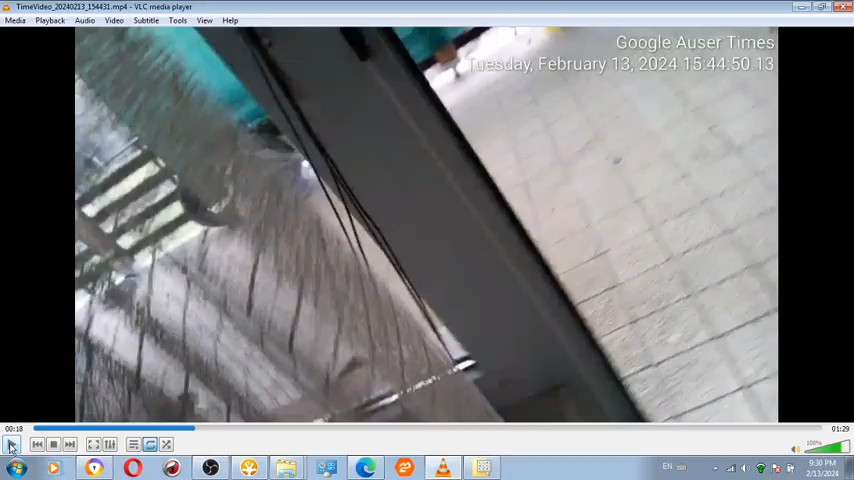 TimeVideo_20240213_154431.mp4 - VLC media player
Media Playback Audio Video Subtitle Tools View Help
Google Auser Times
Tuesday, February 13, 2024 15:44:50.13
00:18
01:29
100%
EN
9:30 PM
2/13/2024